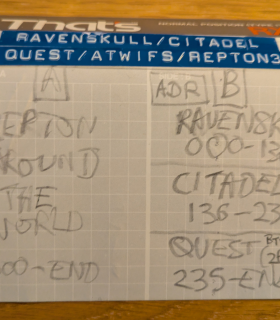 Thats
RAVENSKULL/CITADEL
QUEST/ATWIFS/REPTON3
A
EPTON
ROUND
THE
WORLD
00-END
ADR B
RAVENSK
000-13
CITADEL
136-23
QUEST
235-EN